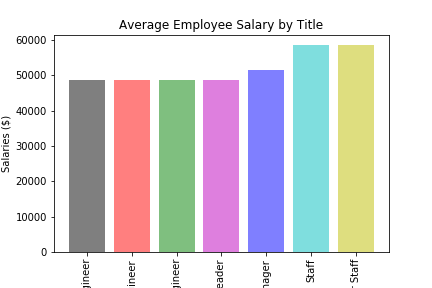 Average Employee Salary by Title
Salaries ($)
60000
50000
40000
30000
20000
10000
0
gineer
ineer
gineer
eader
nager
Staff
Staff